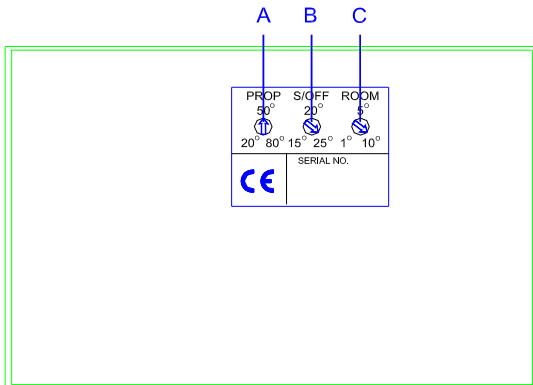 A B C
PROP S/OFF ROOM
50° 20° 5°
20° 80° 15° 25° 1° 10°
SERIAL NO.
CE